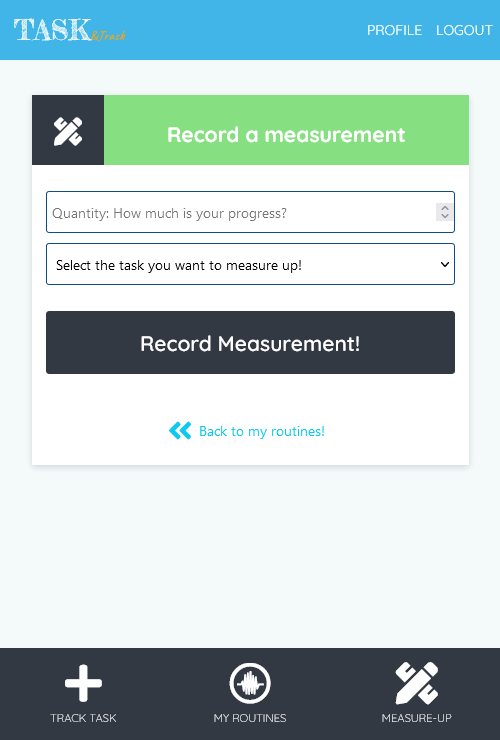 TASK &Track PROFILE LOGOUT
Record a measurement
Quantity: How much is your progress?
Select the task you want to measure up!
Record Measurement!
Back to my routines!
TRACK TASK MY ROUTINES MEASURE-UP